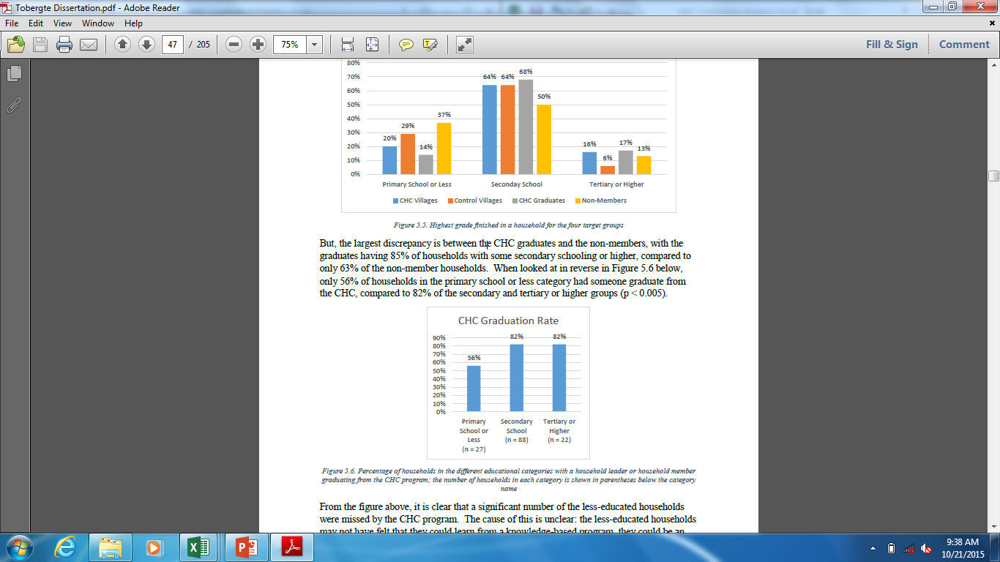 Tobergte Dissertation.pdf - Adobe Reader
File Edit View Window Help
47 / 205
75%
Fill & Sign
Comment
80%
70%
60%
50%
40%
30%
20%
10%
0%
20%
29%
14%
37%
64%
64%
68%
50%
16%
6%
17%
13%
Primary School or Less
Seconday School
Tertiary or Higher
CHC Villages
Control Villages
CHC Graduates
Non-Members
Figure 5.5. Highest grade finished in a household for the four target groups
But, the largest discrepancy is between the CHC graduates and the non-members, with the
graduates having 85% of households with some secondary schooling or higher, compared to
only 63% of the non-member households. When looked at in reverse in Figure 5.6 below,
only 56% of households in the primary school or less category had someone graduate from
the CHC, compared to 82% of the secondary and tertiary or higher groups (p < 0.005).
CHC Graduation Rate
90%
80%
70%
60%
50%
40%
30%
20%
10%
0%
56%
82%
82%
Primary
School or
Less
(n = 27)
Secondary
School
(n = 88)
Tertiary or
Higher
(n = 22)
Figure 5.6. Percentage of households in the different educational categories with a household leader or household member
graduating from the CHC program; the number of households in each category is shown in parentheses below the category
name
From the figure above, it is clear that a significant number of the less-educated households
were missed by the CHC program. The cause of this is unclear: the less-educated households
may not have felt that they could learn from a knowledge-based program, they could be an
9:38 AM
10/21/2015